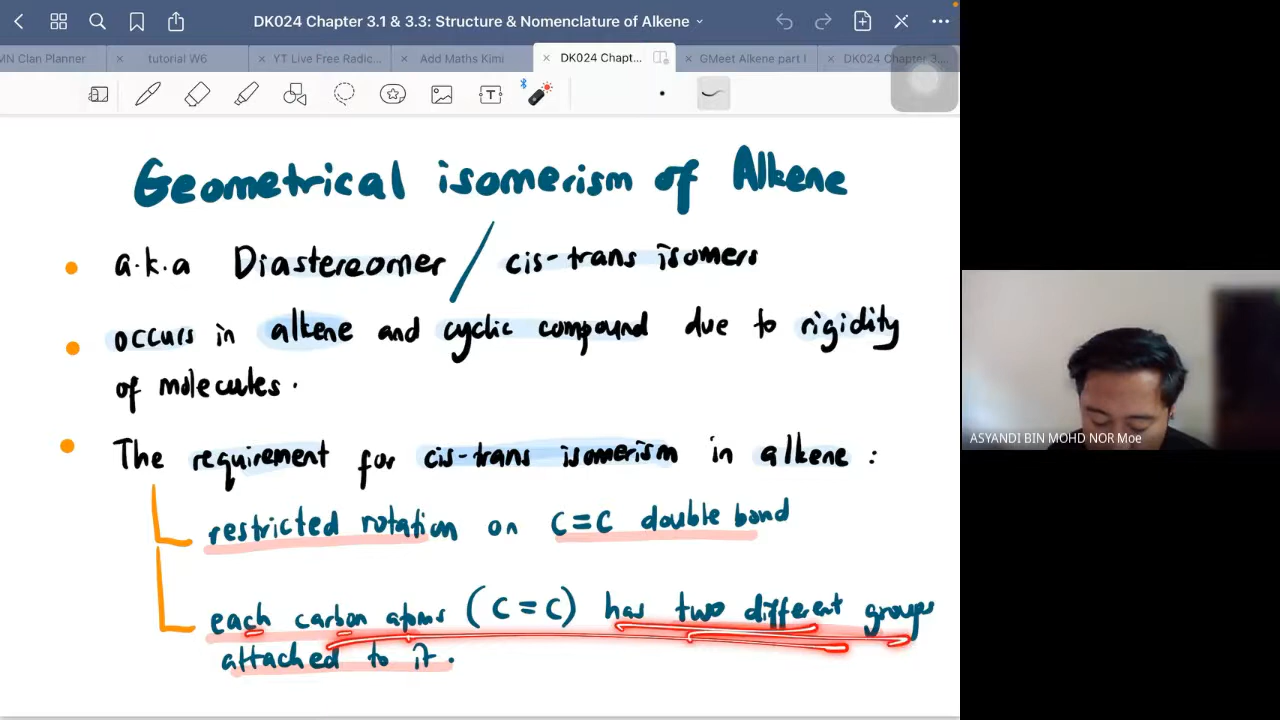 DK024 Chapter 3.1 & 3.3: Structure & Nomenclature of Alkene
MN Clan Planner
tutorial W6
YT Live Free Radic...
Add Maths Kimi
DK024 Chapt...
GMeet Alkene part I
DK024 Chapter 3....
Geometrical isomerism of Alkene
a.k.a Diastereomer / cis-trans isomers
occurs in alkene and cyclic compound due to rigidity
of molecules.
The requirement for cis-trans isomerism in alkene :
restricted rotation on C=C double bond
each carbon atoms (C=C) has two different groups
attached to it.
ASYANDI BIN MOHD NOR Moe